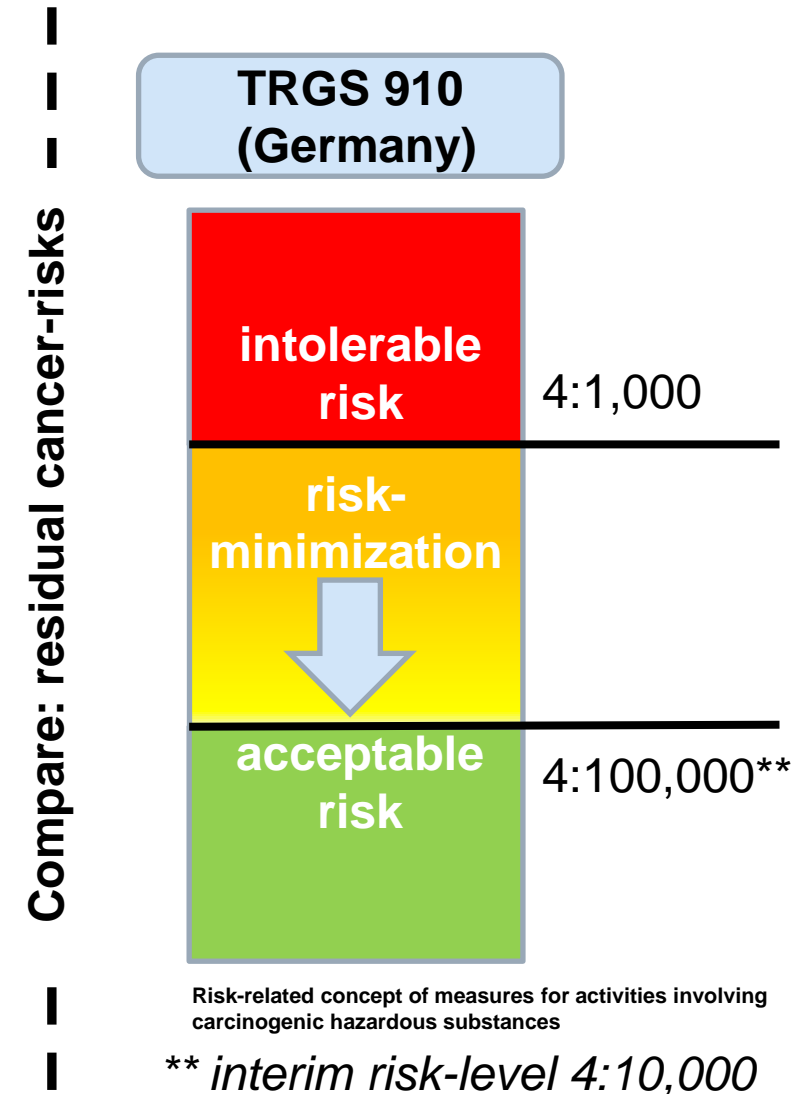 TRGS 910
(Germany)
Compare: residual cancer-risks
intolerable
risk
4:1,000
risk-
minimization
acceptable
risk
4:100,000**
Risk-related concept of measures for activities involving
carcinogenic hazardous substances
** interim risk-level 4:10,000